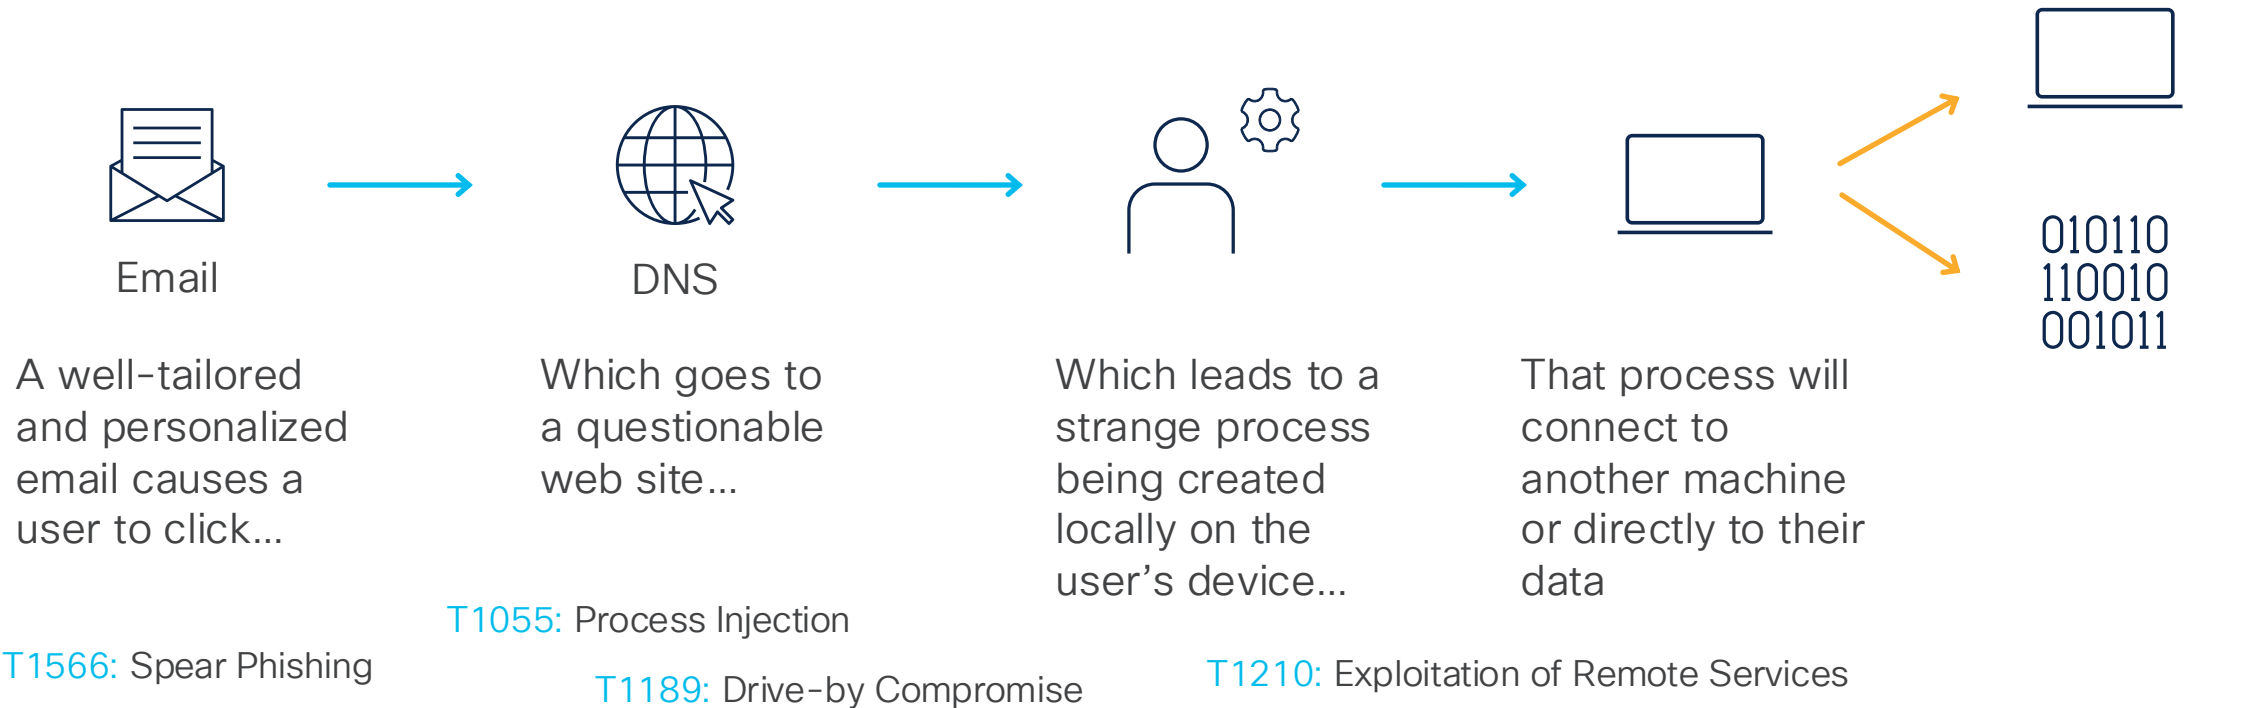 Email
A well-tailored
and personalized
email causes a
user to click...
DNS
Which goes to
a questionable
web site...
Which leads to a
strange process
being created
locally on the
user’s device...
That process will
connect to
another machine
or directly to their
data
010110
110010
001011
T1566: Spear Phishing
T1055: Process Injection
T1189: Drive-by Compromise
T1210: Exploitation of Remote Services